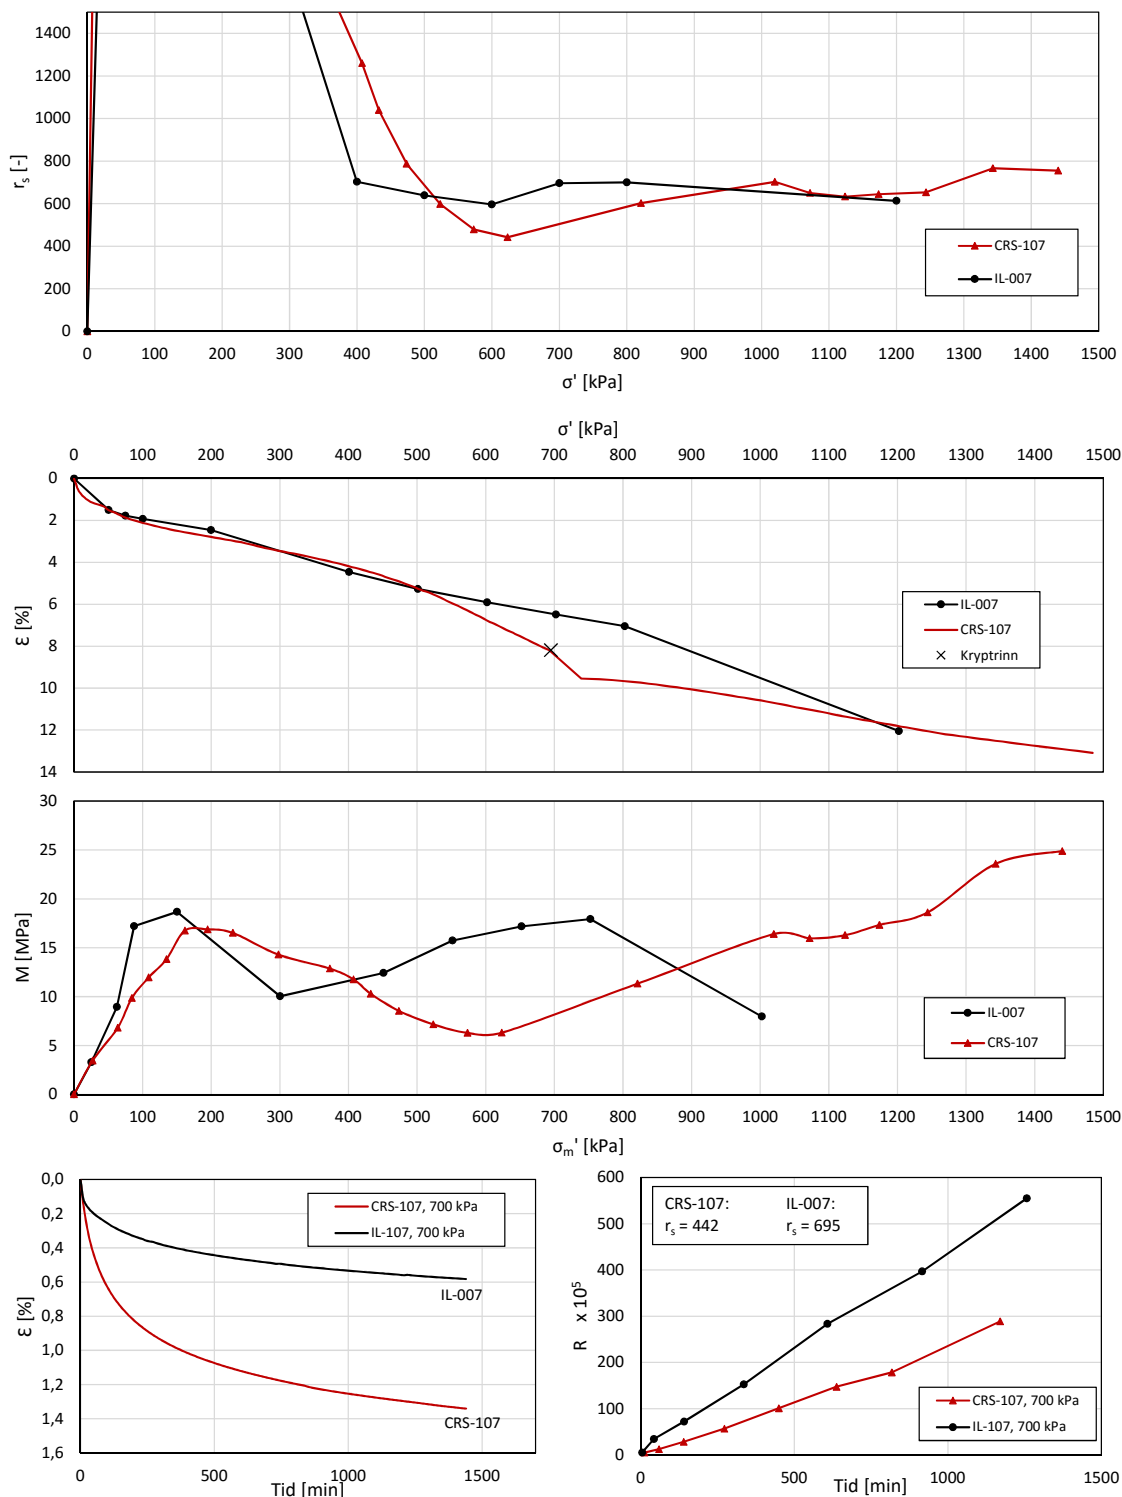 1400
1200
1000
800
600
400
200
0
r_s [-]
CRS-107
IL-007
0 100 200 300 400 500 600 700 800 900 1000 1100 1200 1300 1400 1500
σ' [kPa]
σ' [kPa]
0 100 200 300 400 500 600 700 800 900 1000 1100 1200 1300 1400 1500
0
2
4
6
8
10
12
14
ε [%]
IL-007
CRS-107
Kryptrinn
30
25
20
15
10
5
0
M [MPa]
IL-007
CRS-107
0 100 200 300 400 500 600 700 800 900 1000 1100 1200 1300 1400 1500
σ_m' [kPa]
0,0
0,2
0,4
0,6
0,8
1,0
1,2
1,4
1,6
ε [%]
CRS-107, 700 kPa
IL-107, 700 kPa
IL-007
CRS-107
0 500 1000 1500
Tid [min]
600
500
400
300
200
100
0
R x 10⁵
CRS-107: IL-007:
r_s = 442 r_s = 695
CRS-107, 700 kPa
IL-107, 700 kPa
0 500 1000 1500
Tid [min]